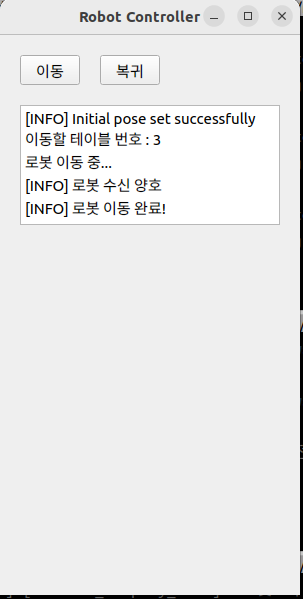 Robot Controller
이동 복귀
[INFO] Initial pose set successfully
이동할 테이블 번호 : 3
로봇 이동 중...
[INFO] 로봇 수신 양호
[INFO] 로봇 이동 완료!